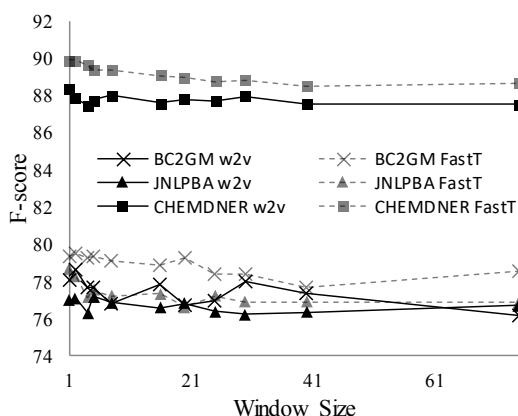 92
90
88
86
84
82
80
78
76
74
F-score
BC2GM w2v
BC2GM FastT
JNLPBA w2v
JNLPBA FastT
CHEMDNER w2v
CHEMDNER FastT
1
21
41
61
Window Size